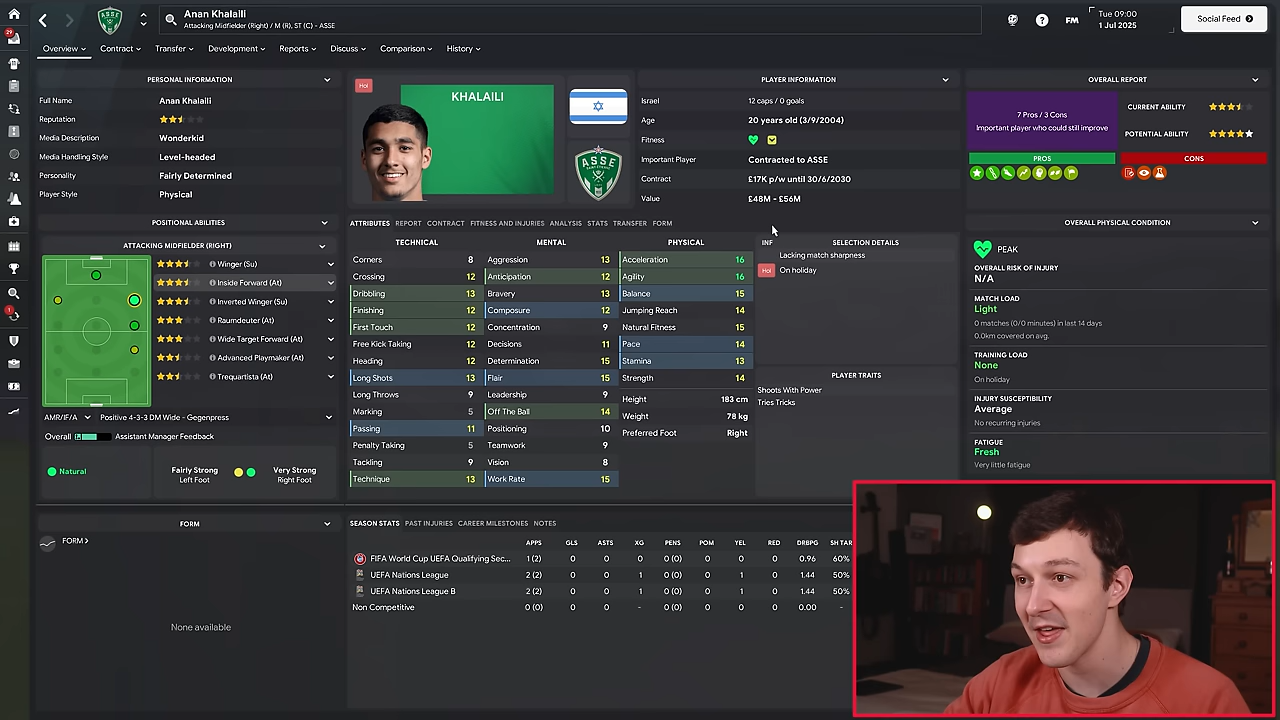 Anan Khalaili
Attacking Midfielder (Right) / M (R), ST (C) - ASSE
29
FM
Tue 09:00
1 Jul 2025
Social Feed
Overview
Contract
Transfer
Development
Reports
Discuss
Comparison
History
PERSONAL INFORMATION
Full Name Anan Khalaili
Reputation
Media Description Wonderkid
Media Handling Style Level-headed
Personality Fairly Determined
Player Style Physical
Hol
KHALAILI
ASSE
PLAYER INFORMATION
Israel 12 caps / 0 goals
Age 20 years old (3/9/2004)
Fitness
Important Player Contracted to ASSE
Contract £17K p/w until 30/6/2030
Value £48M - £56M
OVERALL REPORT
7 Pros / 3 Cons
Important player who could still improve
CURRENT ABILITY
POTENTIAL ABILITY
PROS
CONS
POSITIONAL ABILITIES
ATTACKING MIDFIELDER (RIGHT)
Winger (Su)
Inside Forward (At)
Inverted Winger (Su)
Raumdeuter (At)
Wide Target Forward (At)
Advanced Playmaker (At)
Trequartista (At)
AMR/IF/A Positive 4-3-3 DM Wide - Gegenpress
Overall Assistant Manager Feedback
Natural
Fairly Strong
Left Foot
Very Strong
Right Foot
ATTRIBUTES REPORT CONTRACT FITNESS AND INJURIES ANALYSIS STATS TRANSFER FORM
TECHNICAL MENTAL PHYSICAL
Corners 8 Aggression 13 Acceleration 16
Crossing 12 Anticipation 12 Agility 16
Dribbling 13 Bravery 13 Balance 15
Finishing 12 Composure 12 Jumping Reach 14
First Touch 12 Concentration 9 Natural Fitness 15
Free Kick Taking 12 Decisions 11 Pace 14
Heading 12 Determination 15 Stamina 13
Long Shots 13 Flair 15 Strength 14
Long Throws 9 Leadership 9 Height 183 cm
Marking 5 Off The Ball 14 Weight 78 kg
Passing 11 Positioning 10 Preferred Foot Right
Penalty Taking 5 Teamwork 9
Tackling 9 Vision 8
Technique 13 Work Rate 15
INF SELECTION DETAILS
Lacking match sharpness
Hol On holiday
PLAYER TRAITS
Shoots With Power
Tries Tricks
OVERALL PHYSICAL CONDITION
PEAK
OVERALL RISK OF INJURY
N/A
MATCH LOAD
Light
0 matches (0/0 minutes) in last 14 days
0.0km covered on avg.
TRAINING LOAD
None
On holiday
INJURY SUSCEPTIBILITY
Average
No recurring injuries
FATIGUE
Fresh
Very little fatigue
FORM
FORM
None available
SEASON STATS PAST INJURIES CAREER MILESTONES NOTES
APPS GLS ASTS XG PENS POM YEL RED DRBPG SH TAR
FIFA World Cup UEFA Qualifying Sec... 1 (2) 0 0 0 0 (0) 0 0 0 0.96 60%
UEFA Nations League 2 (2) 0 0 1 0 (0) 0 1 0 1.44 50%
UEFA Nations League B 2 (2) 0 0 1 0 (0) 0 1 0 1.44 50%
Non Competitive 0 (0) 0 0 - 0 (0) 0 0 0 0.00 -